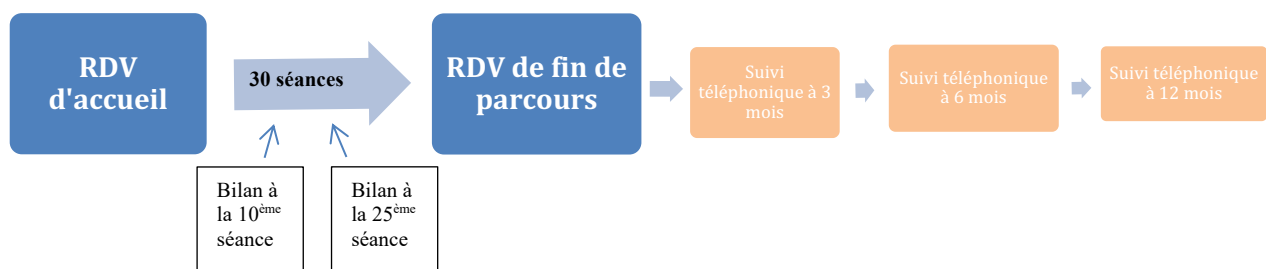 RDV
d'accueil
30 séances
RDV de fin de
parcours
Suivi
téléphonique à 3
mois
Suivi téléphonique
à 6 mois
Suivi téléphonique
à 12 mois
Bilan à
la 10ème
séance
Bilan à
la 25ème
séance